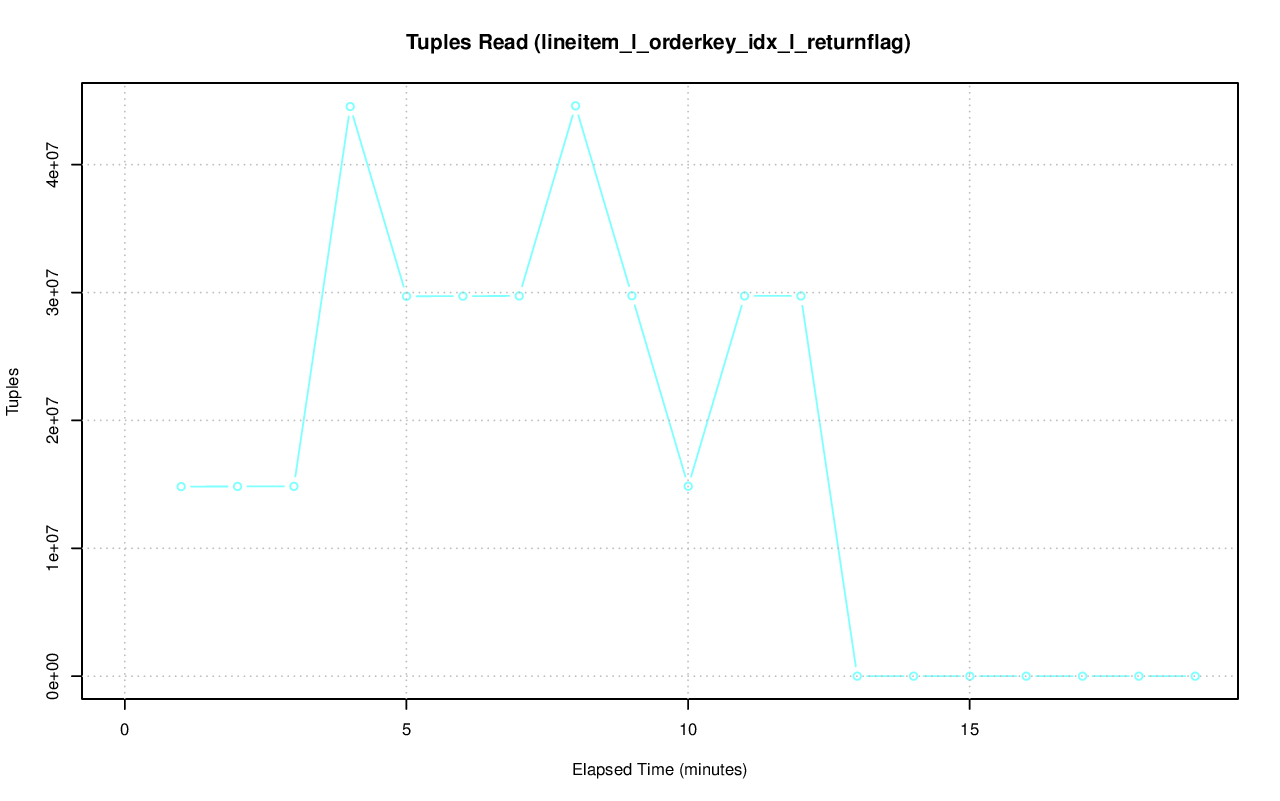 Tuples Read (lineitem_l_orderkey_idx_l_returnflag)
4e+07
3e+07
2e+07
1e+07
0e+00
Tuples
0 5 10 15
Elapsed Time (minutes)